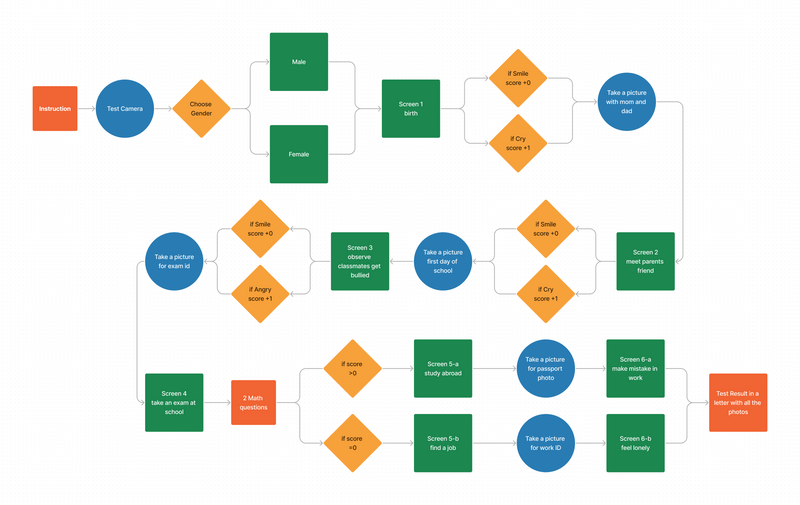 Instruction
Test Camera
Choose
Gender
Male
Female
Screen 1
birth
if Smile
score +0
if Cry
score +1
Take a picture
with mom and
dad
Screen 2
meet parents
friend
if Smile
score +0
if Cry
score +1
Take a picture
first day of
school
Screen 3
observe
classmates get
bullied
if Smile
score +0
if Angry
score +1
Take a picture
for exam id
Screen 4
take an exam at
school
2 Math
questions
if score
>0
Screen 5-a
study abroad
Take a picture
for passport
photo
Screen 6-a
make mistake in
work
if score
=0
Screen 5-b
find a job
Take a picture
for work ID
Screen 6-b
feel lonely
Test Result in a
letter with all the
photos